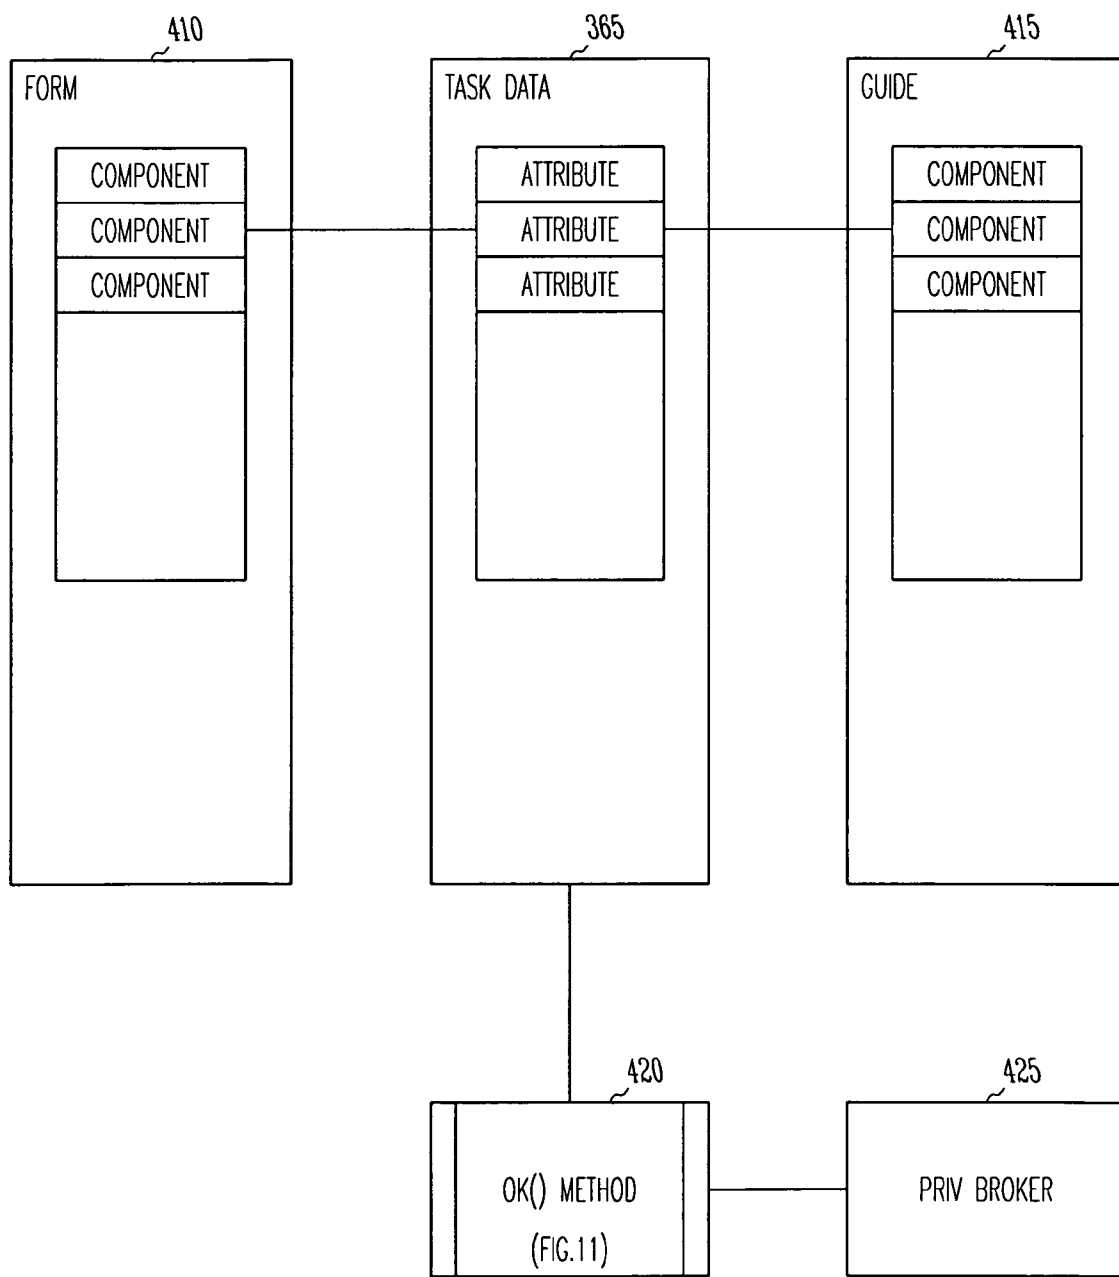 410
365
415
FORM
TASK DATA
GUIDE
COMPONENT
COMPONENT
COMPONENT
ATTRIBUTE
ATTRIBUTE
ATTRIBUTE
COMPONENT
COMPONENT
COMPONENT
420
425
OK() METHOD
(FIG.11)
PRIV BROKER